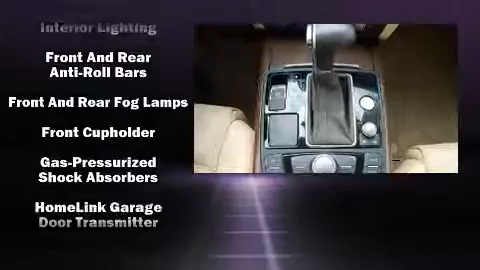 Interior Lighting
Front And Rear
Anti-Roll Bars
Front And Rear Fog Lamps
Front Cupholder
Gas-Pressurized
Shock Absorbers
HomeLink Garage
Door Transmitter